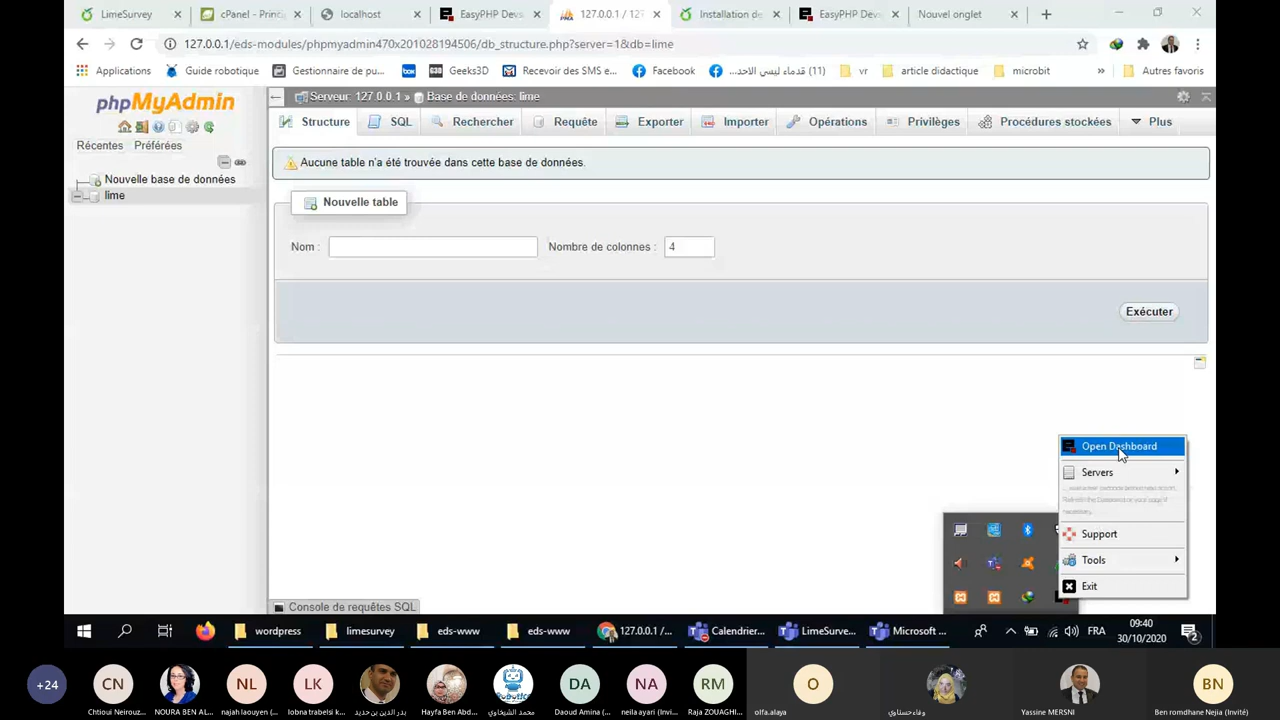 LimeSurvey
cPanel - Princi
localhost
EasyPHP Devs
127.0.0.1 / 127
Installation de
EasyPHP Devs
Nouvel onglet
127.0.0.1/eds-modules/phpmyadmin470x201028194506/db_structure.php?server=1&db=lime
Applications
Guide robotique
Gestionnaire de pu...
box
Geeks3D
Recevoir des SMS e...
Facebook
(11) قدماء ليسي الاحد...
vr
article didactique
microbit
»
Autres favoris
phpMyAdmin
Récentes
Préférées
Nouvelle base de données
lime
Serveur: 127.0.0.1 » Base de données: lime
Structure
SQL
Rechercher
Requête
Exporter
Importer
Opérations
Privilèges
Procédures stockées
Plus
Aucune table n'a été trouvée dans cette base de données.
Nouvelle table
Nom :
Nombre de colonnes :
4
Exécuter
Open Dashboard
Servers
Support
Tools
Exit
Console de requêtes SQL
wordpress
limesurvey
eds-www
eds-www
127.0.0.1 /...
Calendrier...
LimeSurve...
Microsoft ...
FRA
09:40
30/10/2020
2
+24
CN
NL
LK
DA
NA
RM
O
BN
Chtioui Neirouz...
NOURA BEN AL...
najah laouyen (...
lobna trabelsi k...
بدر الدين بن حديد
Hayfa Ben Abd...
محمد الشيخاوي
Daoud Amina (...
neila ayari (Invi...
Raja ZOUAGHI...
olfa.alaya
وفاء حسناوي
Yassine MERSNI
Ben romdhane Nejia (Invité)